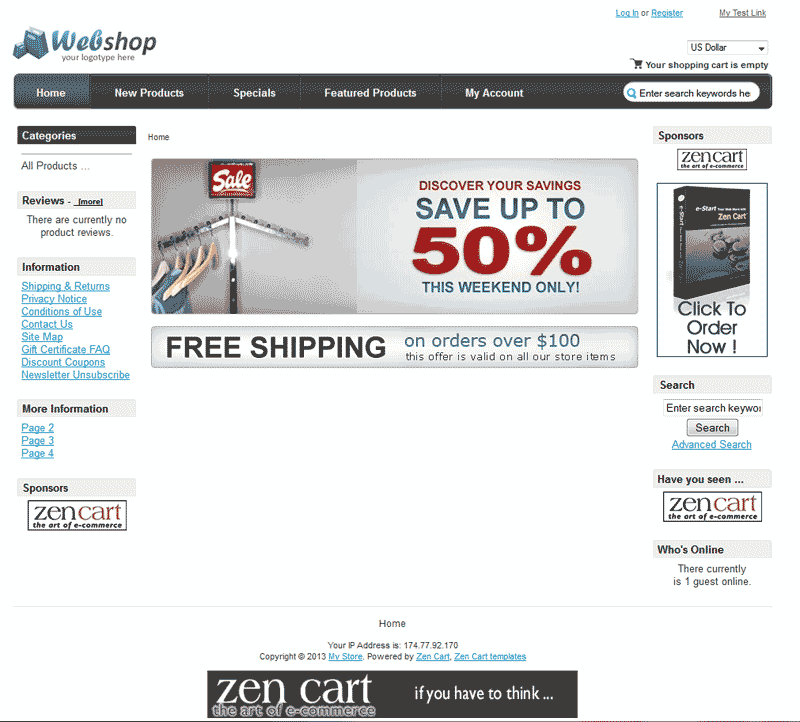 Log In or Register
My Test Link
Webshop
your logotype here
US Dollar
Your shopping cart is empty
Home
New Products
Specials
Featured Products
My Account
Enter search keywords he
Categories
All Products ...
Reviews - [more]
There are currently no
product reviews.
Information
Shipping & Returns
Privacy Notice
Conditions of Use
Contact Us
Site Map
Gift Certificate FAQ
Discount Coupons
Newsletter Unsubscribe
More Information
Page 2
Page 3
Page 4
Sponsors
zen cart
the art of e-commerce
Home
Sale
DISCOVER YOUR SAVINGS
SAVE UP TO
50%
THIS WEEKEND ONLY!
FREE SHIPPING
on orders over $100
this offer is valid on all our store items
Sponsors
zen cart
the art of e-commerce
e-Start
Zen Cart
Click To
Order
Now !
Search
Enter search keywor
Search
Advanced Search
Have you seen ...
zen cart
the art of e-commerce
Who's Online
There currently
is 1 guest online.
Home
Your IP Address is: 174.77.92.170
Copyright © 2013 My Store. Powered by Zen Cart, Zen Cart templates
zen cart
the art of e-commerce
if you have to think ...